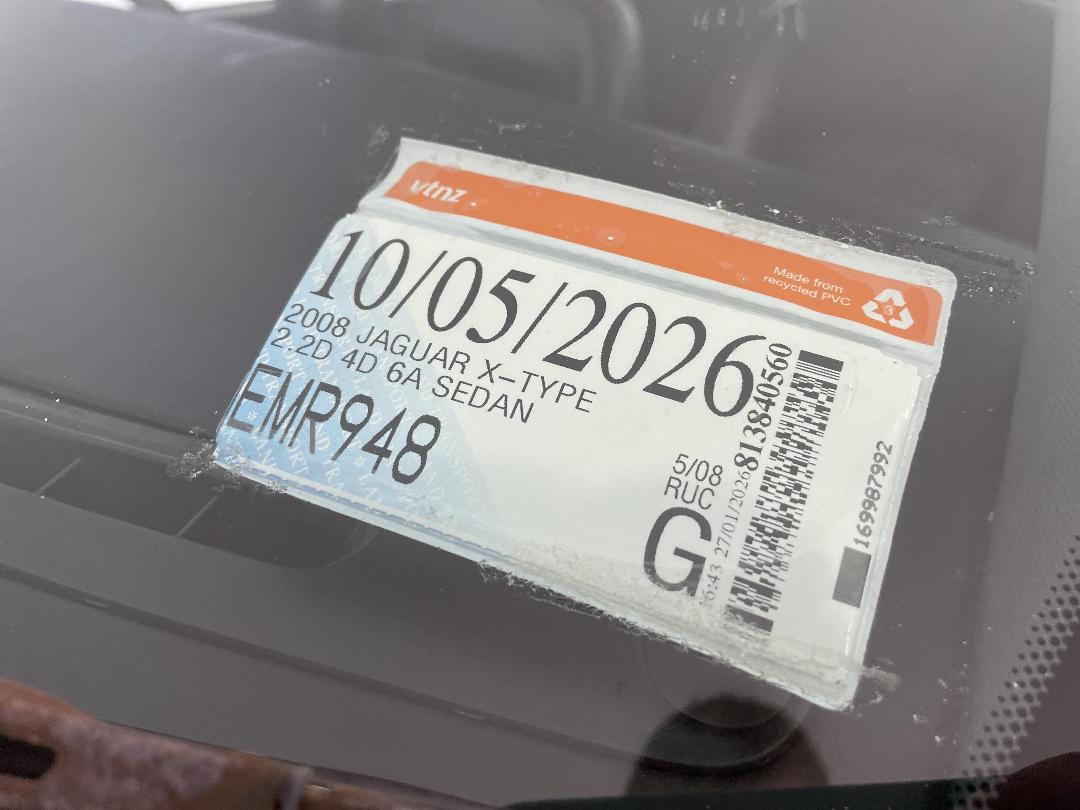 vtnz
Made from
recycled PVC
3
10/05/2026
2008 JAGUAR X-TYPE
2.2D 4D 6A SEDAN
EMR948
5/08
RUC
G
6:43 27/01/2026
813840560
169987992